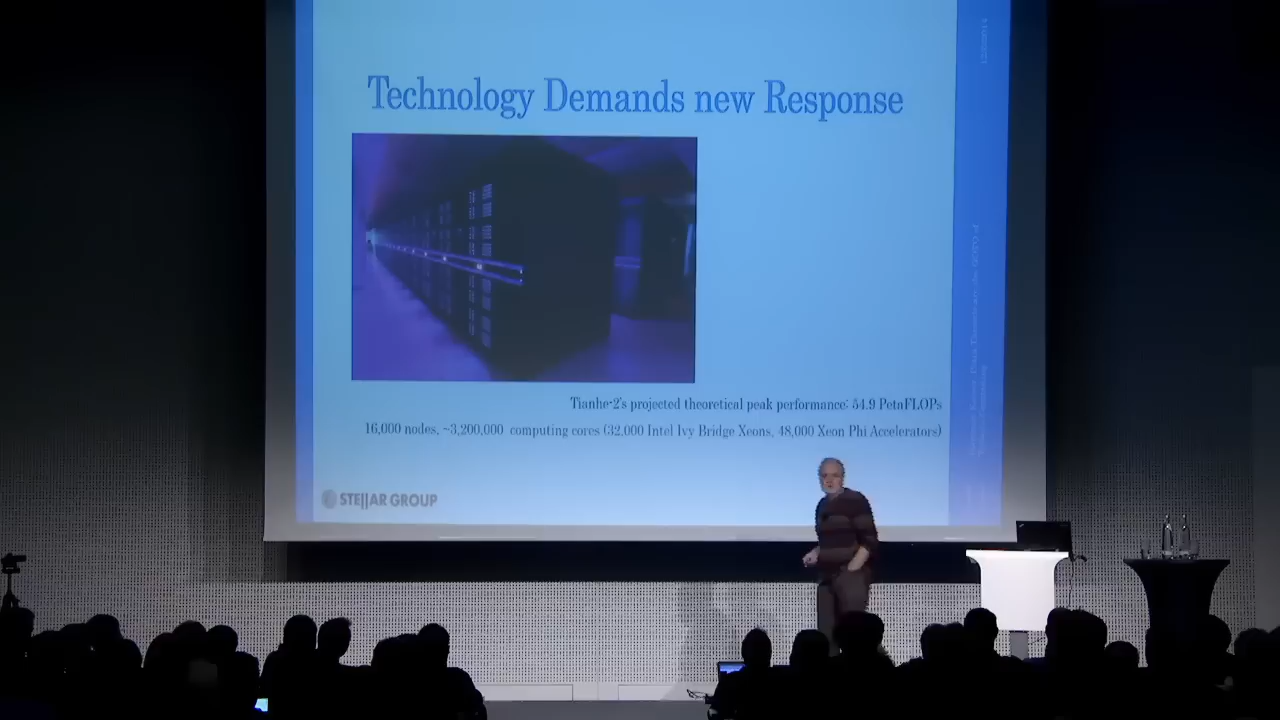 Technology Demands new Response
Tianhe-2's projected theoretical peak performance: 54.9 PetaFLOPs
16,000 nodes, ~3,200,000 computing cores (32,000 Intel Ivy Bridge Xeons, 48,000 Xeon Phi Accelerators)
STE||AR GROUP